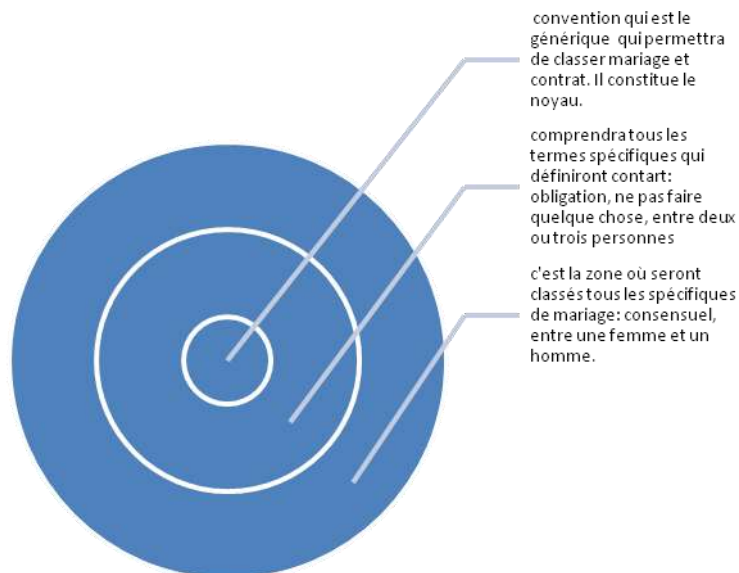 convention qui est le
générique qui permettra
de classer mariage et
contrat. Il constitue le
noyau.
comprendra tous les
termes spécifiques qui
définiront contart:
obligation, ne pas faire
quelque chose, entre deux
ou trois personnes
c'est la zone où seront
classés tous les spécifiques
de mariage: consensuel,
entre une femme et un
homme.